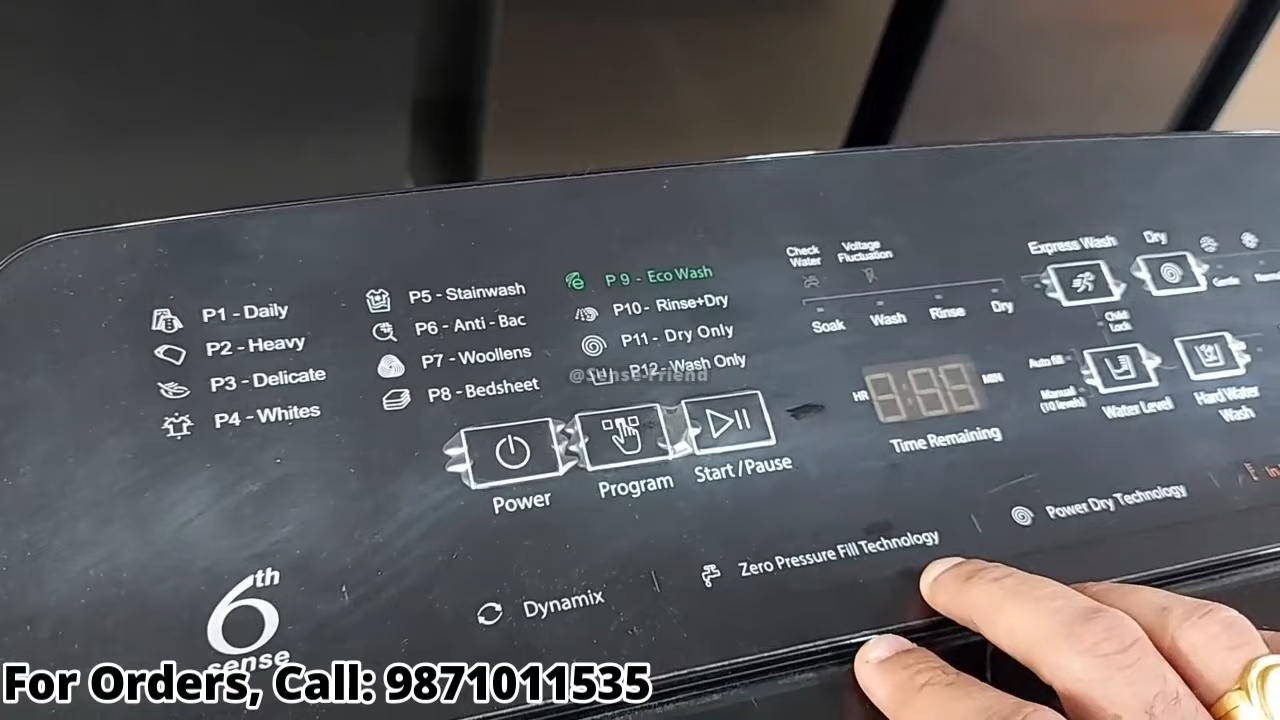 P1 - Daily
P2 - Heavy
P3 - Delicate
P4 - Whites
P5 - Stainwash
P6 - Anti - Bac
P7 - Woollens
P8 - Bedsheet
P 9 - Eco Wash
P10 - Rinse+Dry
P11 - Dry Only
P12 - Wash Only
@Sense Friend
Power
Program
Start/Pause
Check
Water
Voltage
Fluctuation
Soak
Wash
Rinse
Dry
HR
MIN
Time Remaining
Express Wash
Dry
Gentle
Child
Lock
Auto fill
Manual
(10 levels)
Water Level
Hard Water
Wash
Dynamix
Zero Pressure Fill Technology
Power Dry Technology
6th
sense
For Orders, Call: 9871011535